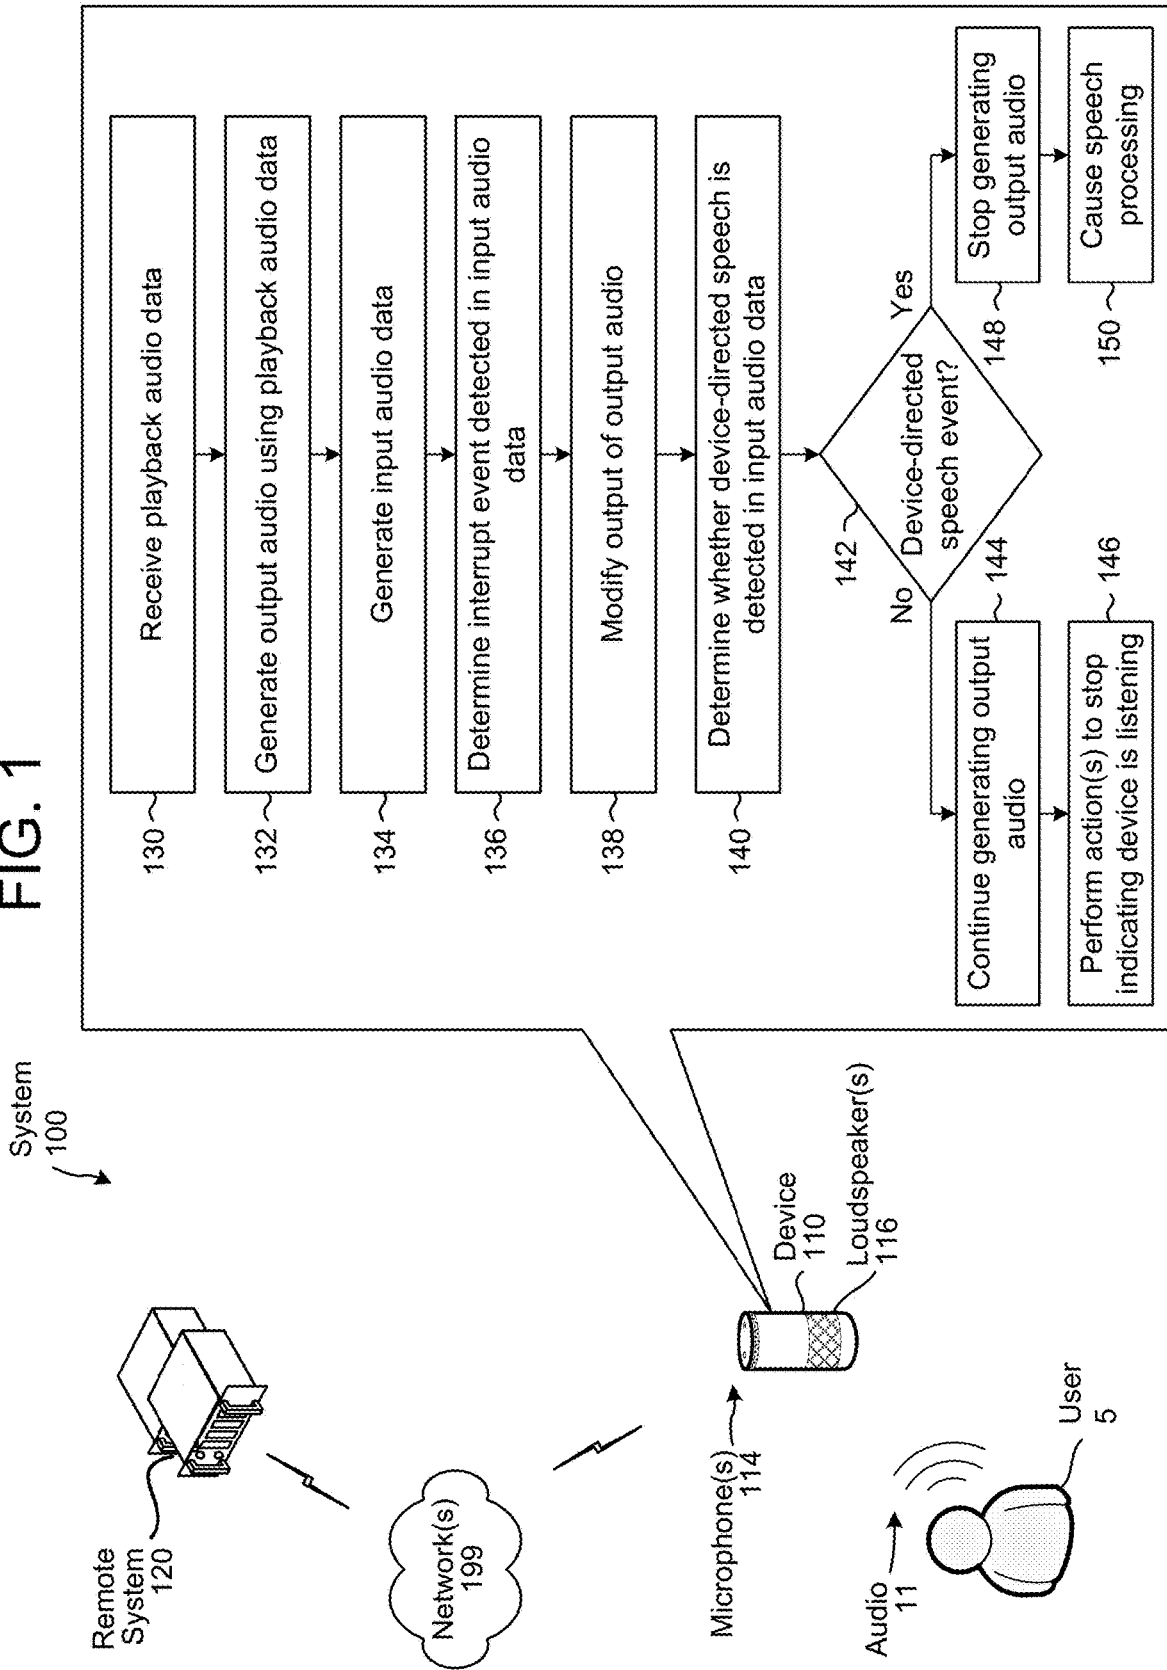 FIG. 1
System
100
Remote
System
120
Network(s)
199
Microphone(s)
114
Device
110
Loudspeaker(s)
116
Audio
11
User
5
130
Receive playback audio data
132
Generate output audio using playback audio data
134
Generate input audio data
136
Determine interrupt event detected in input audio
data
138
Modify output of output audio
140
Determine whether device-directed speech is
detected in input audio data
142
Device-directed
speech event?
No
Yes
144
Continue generating output
audio
146
Perform action(s) to stop
indicating device is listening
148
Stop generating
output audio
150
Cause speech
processing